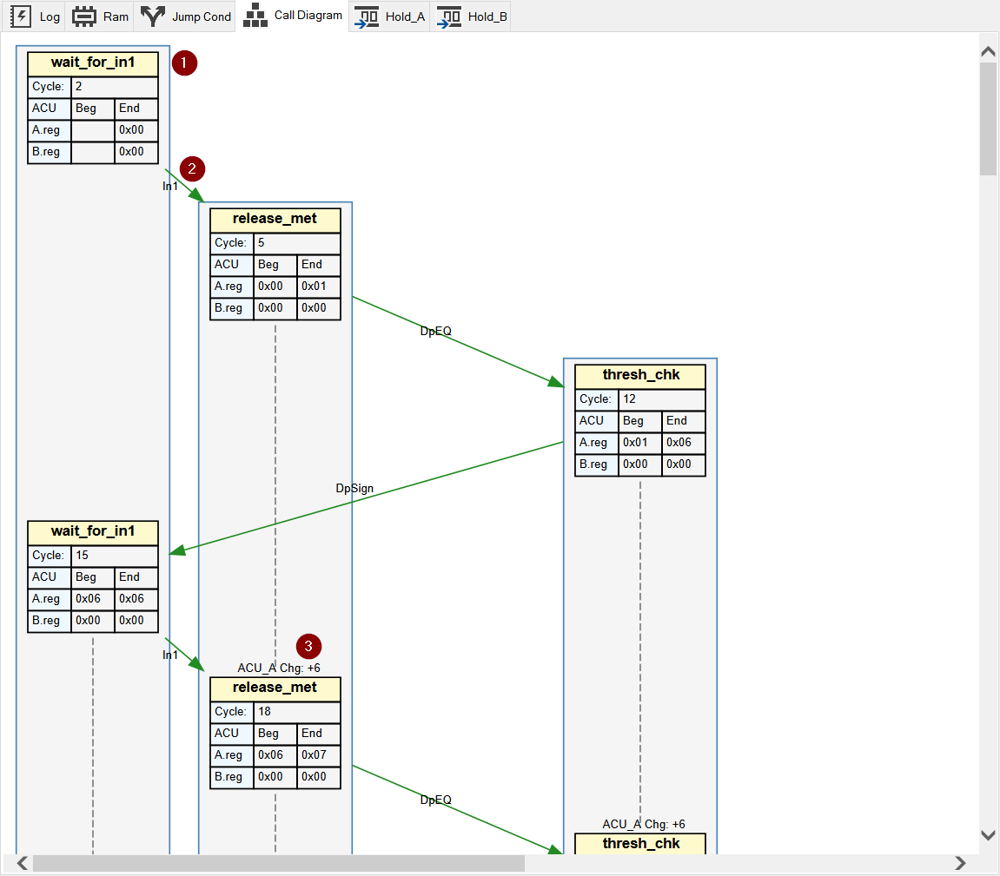 Log Ram Jump Cond Call Diagram Hold_A Hold_B
wait_for_in1
1
Cycle: 2
ACU Beg End
A.reg 0x00
B.reg 0x00
2
In1
release_met
Cycle: 5
ACU Beg End
A.reg 0x00 0x01
B.reg 0x00 0x00
DpEQ
thresh_chk
Cycle: 12
ACU Beg End
A.reg 0x01 0x06
B.reg 0x00 0x00
DpSign
wait_for_in1
Cycle: 15
ACU Beg End
A.reg 0x06 0x06
B.reg 0x00 0x00
In1
3
ACU_A Chg: +6
release_met
Cycle: 18
ACU Beg End
A.reg 0x06 0x07
B.reg 0x00 0x00
DpEQ
ACU_A Chg: +6
thresh_chk